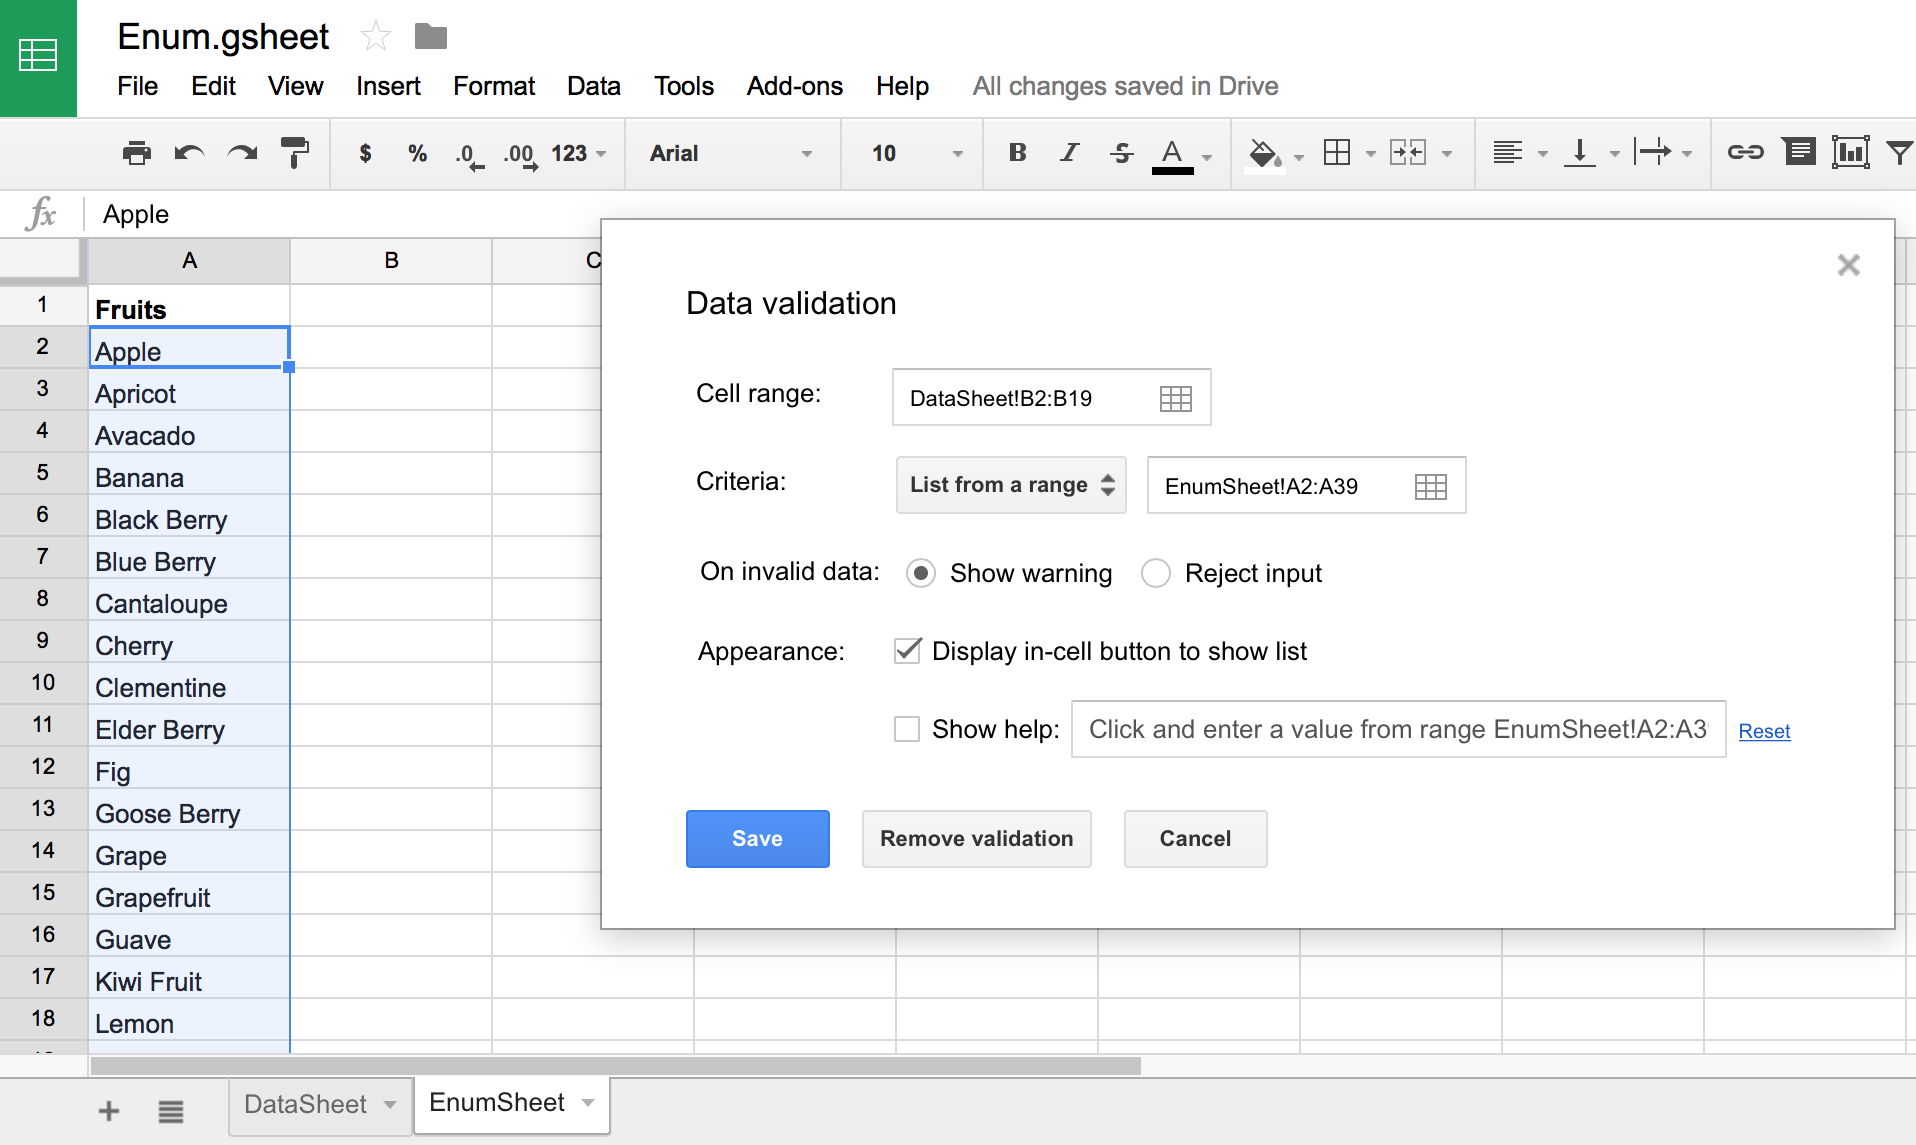 Enum.gsheet
File Edit View Insert Format Data Tools Add-ons Help All changes saved in Drive
$ % .0 .00 123 Arial 10 B I S A
fx Apple
A B C
1 Fruits
2 Apple
3 Apricot
4 Avacado
5 Banana
6 Black Berry
7 Blue Berry
8 Cantaloupe
9 Cherry
10 Clementine
11 Elder Berry
12 Fig
13 Goose Berry
14 Grape
15 Grapefruit
16 Guave
17 Kiwi Fruit
18 Lemon
Data validation
Cell range: DataSheet!B2:B19
Criteria: List from a range EnumSheet!A2:A39
On invalid data: Show warning Reject input
Appearance: Display in-cell button to show list
Show help: Click and enter a value from range EnumSheet!A2:A3 Reset
Save Remove validation Cancel
DataSheet EnumSheet